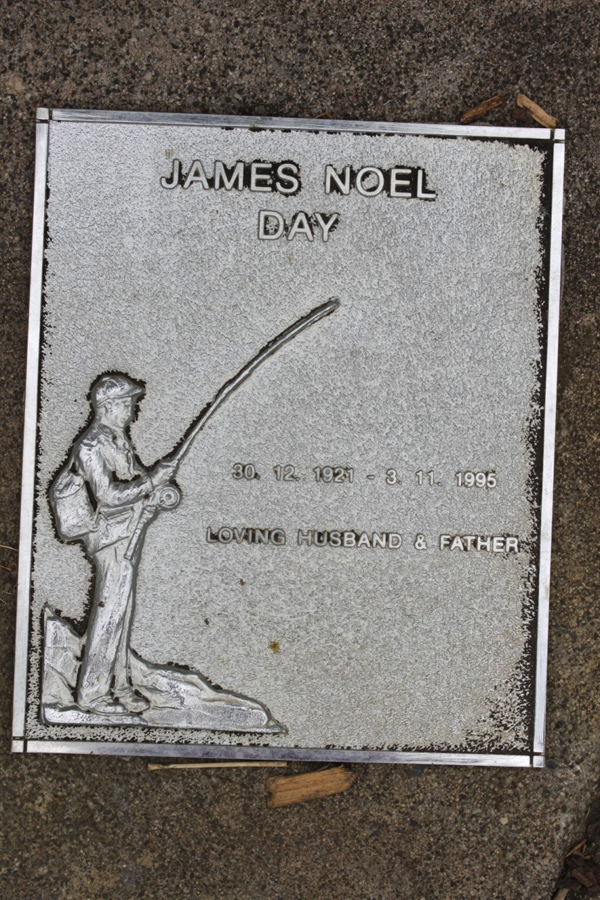 JAMES NOEL
DAY
30. 12. 1921 - 3. 11. 1995
LOVING HUSBAND & FATHER